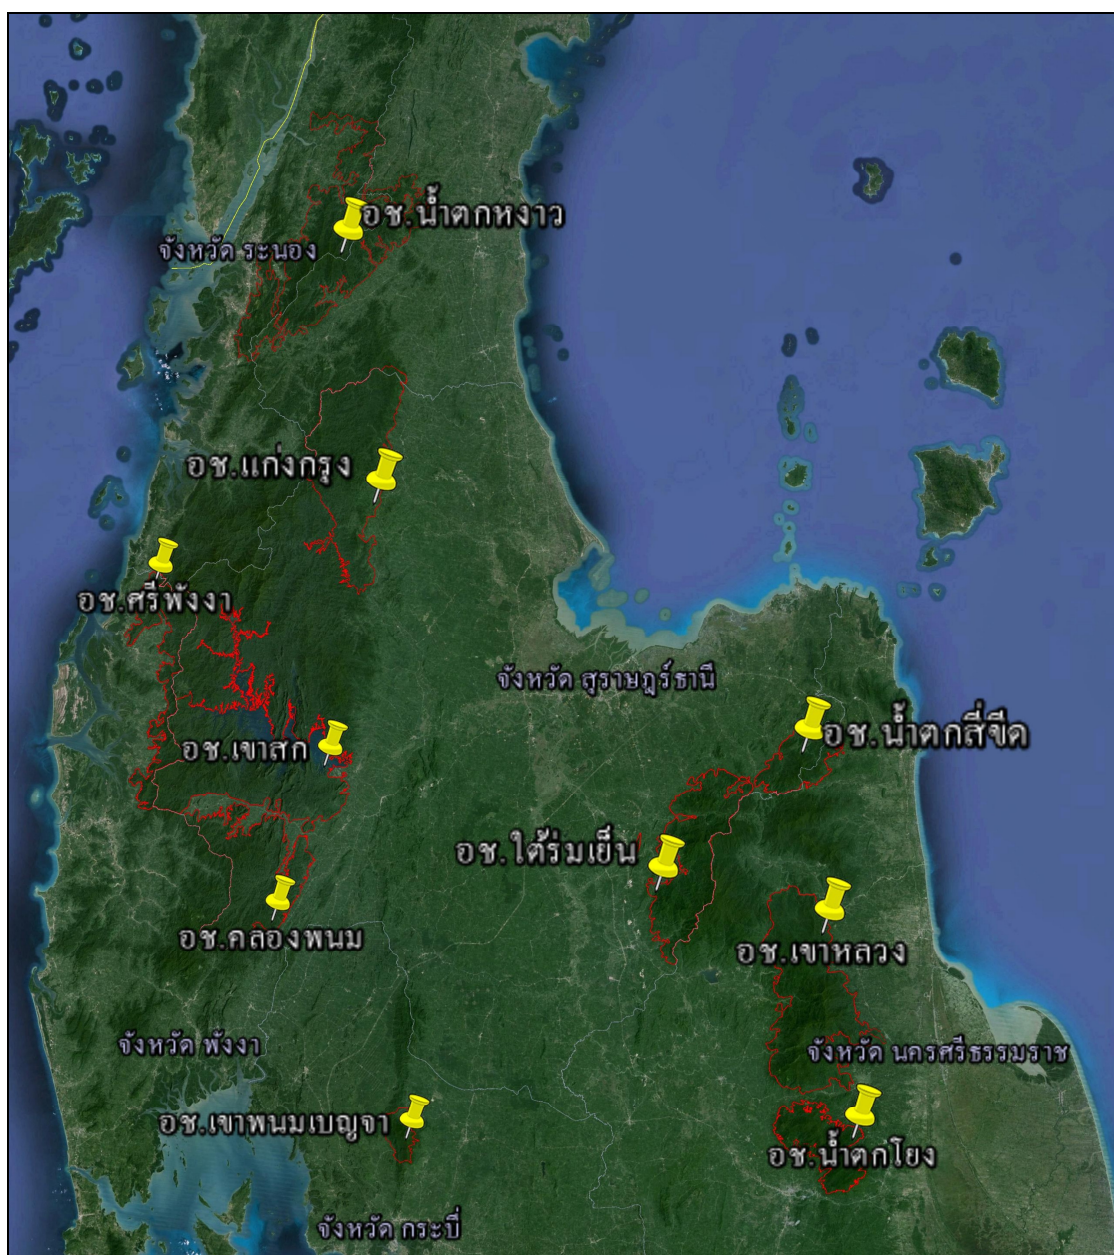 อช.น้ำตกหงาว
จังหวัด ระนอง
อช.แก่งกรุง
อช.ศรีพังงา
จังหวัด สุราษฎร์ธานี
อช.น้ำตกสี่ขีด
อช.เขาสก
อช.ใต้ร่มเย็น
อช.คลองพนม
อช.เขาหลวง
จังหวัด พังงา
จังหวัด นครศรีธรรมราช
อช.เขาพนมเบญจา
อช.น้ำตกโยง
จังหวัด กระบี่